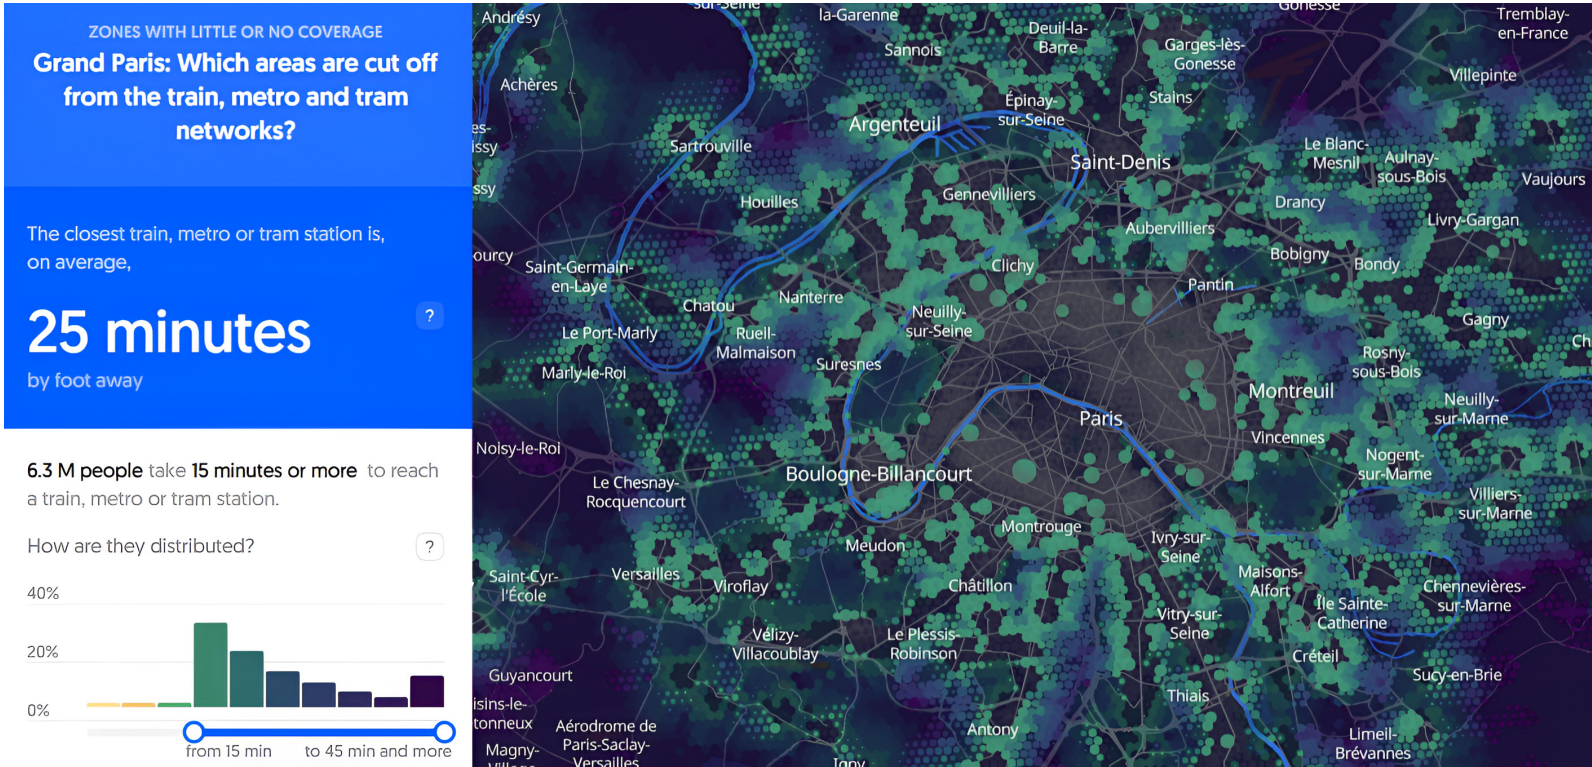 ZONES WITH LITTLE OR NO COVERAGE
Grand Paris: Which areas are cut off
from the train, metro and tram
networks?
The closest train, metro or tram station is,
on average,
25 minutes
?
by foot away
6.3 M people take 15 minutes or more to reach
a train, metro or tram station.
How are they distributed?
?
40%
20%
0%
from 15 min
to 45 min and more
Andrésy
sur-Seine
la-Garenne
Gonesse
Deuil-la-
Barre
Tremblay-
en-France
Sannois
Garges-lès-
Gonesse
Villepinte
Achères
Stains
Épinay-
sur-Seine
Argenteuil
Sartrouville
Saint-Denis
Le Blanc-
Mesnil
Aulnay-
sous-Bois
Vaujours
Houilles
Gennevilliers
Drancy
Livry-Gargan
Aubervilliers
Saint-Germain-
en-Laye
Clichy
Bobigny
Bondy
Pantin
Chatou
Nanterre
Neuilly-
sur-Seine
Gagny
Le Port-Marly
Rueil-
Malmaison
Marly-le-Roi
Suresnes
Rosny-
sous-Bois
Montreuil
Neuilly-
sur-Marne
Paris
Vincennes
Noisy-le-Roi
Nogent-
sur-Marne
Boulogne-Billancourt
Le Chesnay-
Rocquencourt
Villiers-
sur-Marne
Montrouge
Meudon
Ivry-sur-
Seine
Versailles
Viroflay
Châtillon
Maisons-
Alfort
Saint-Cyr-
l'École
Chennevières-
sur-Marne
Île Sainte-
Catherine
Vitry-sur-
Seine
Vélizy-
Villacoublay
Le Plessis-
Robinson
Créteil
Guyancourt
Sucy-en-Brie
Thiais
Aérodrome de
Paris-Saclay-
Versailles
Antony
Limeil-
Brévannes
Magny-
Igny